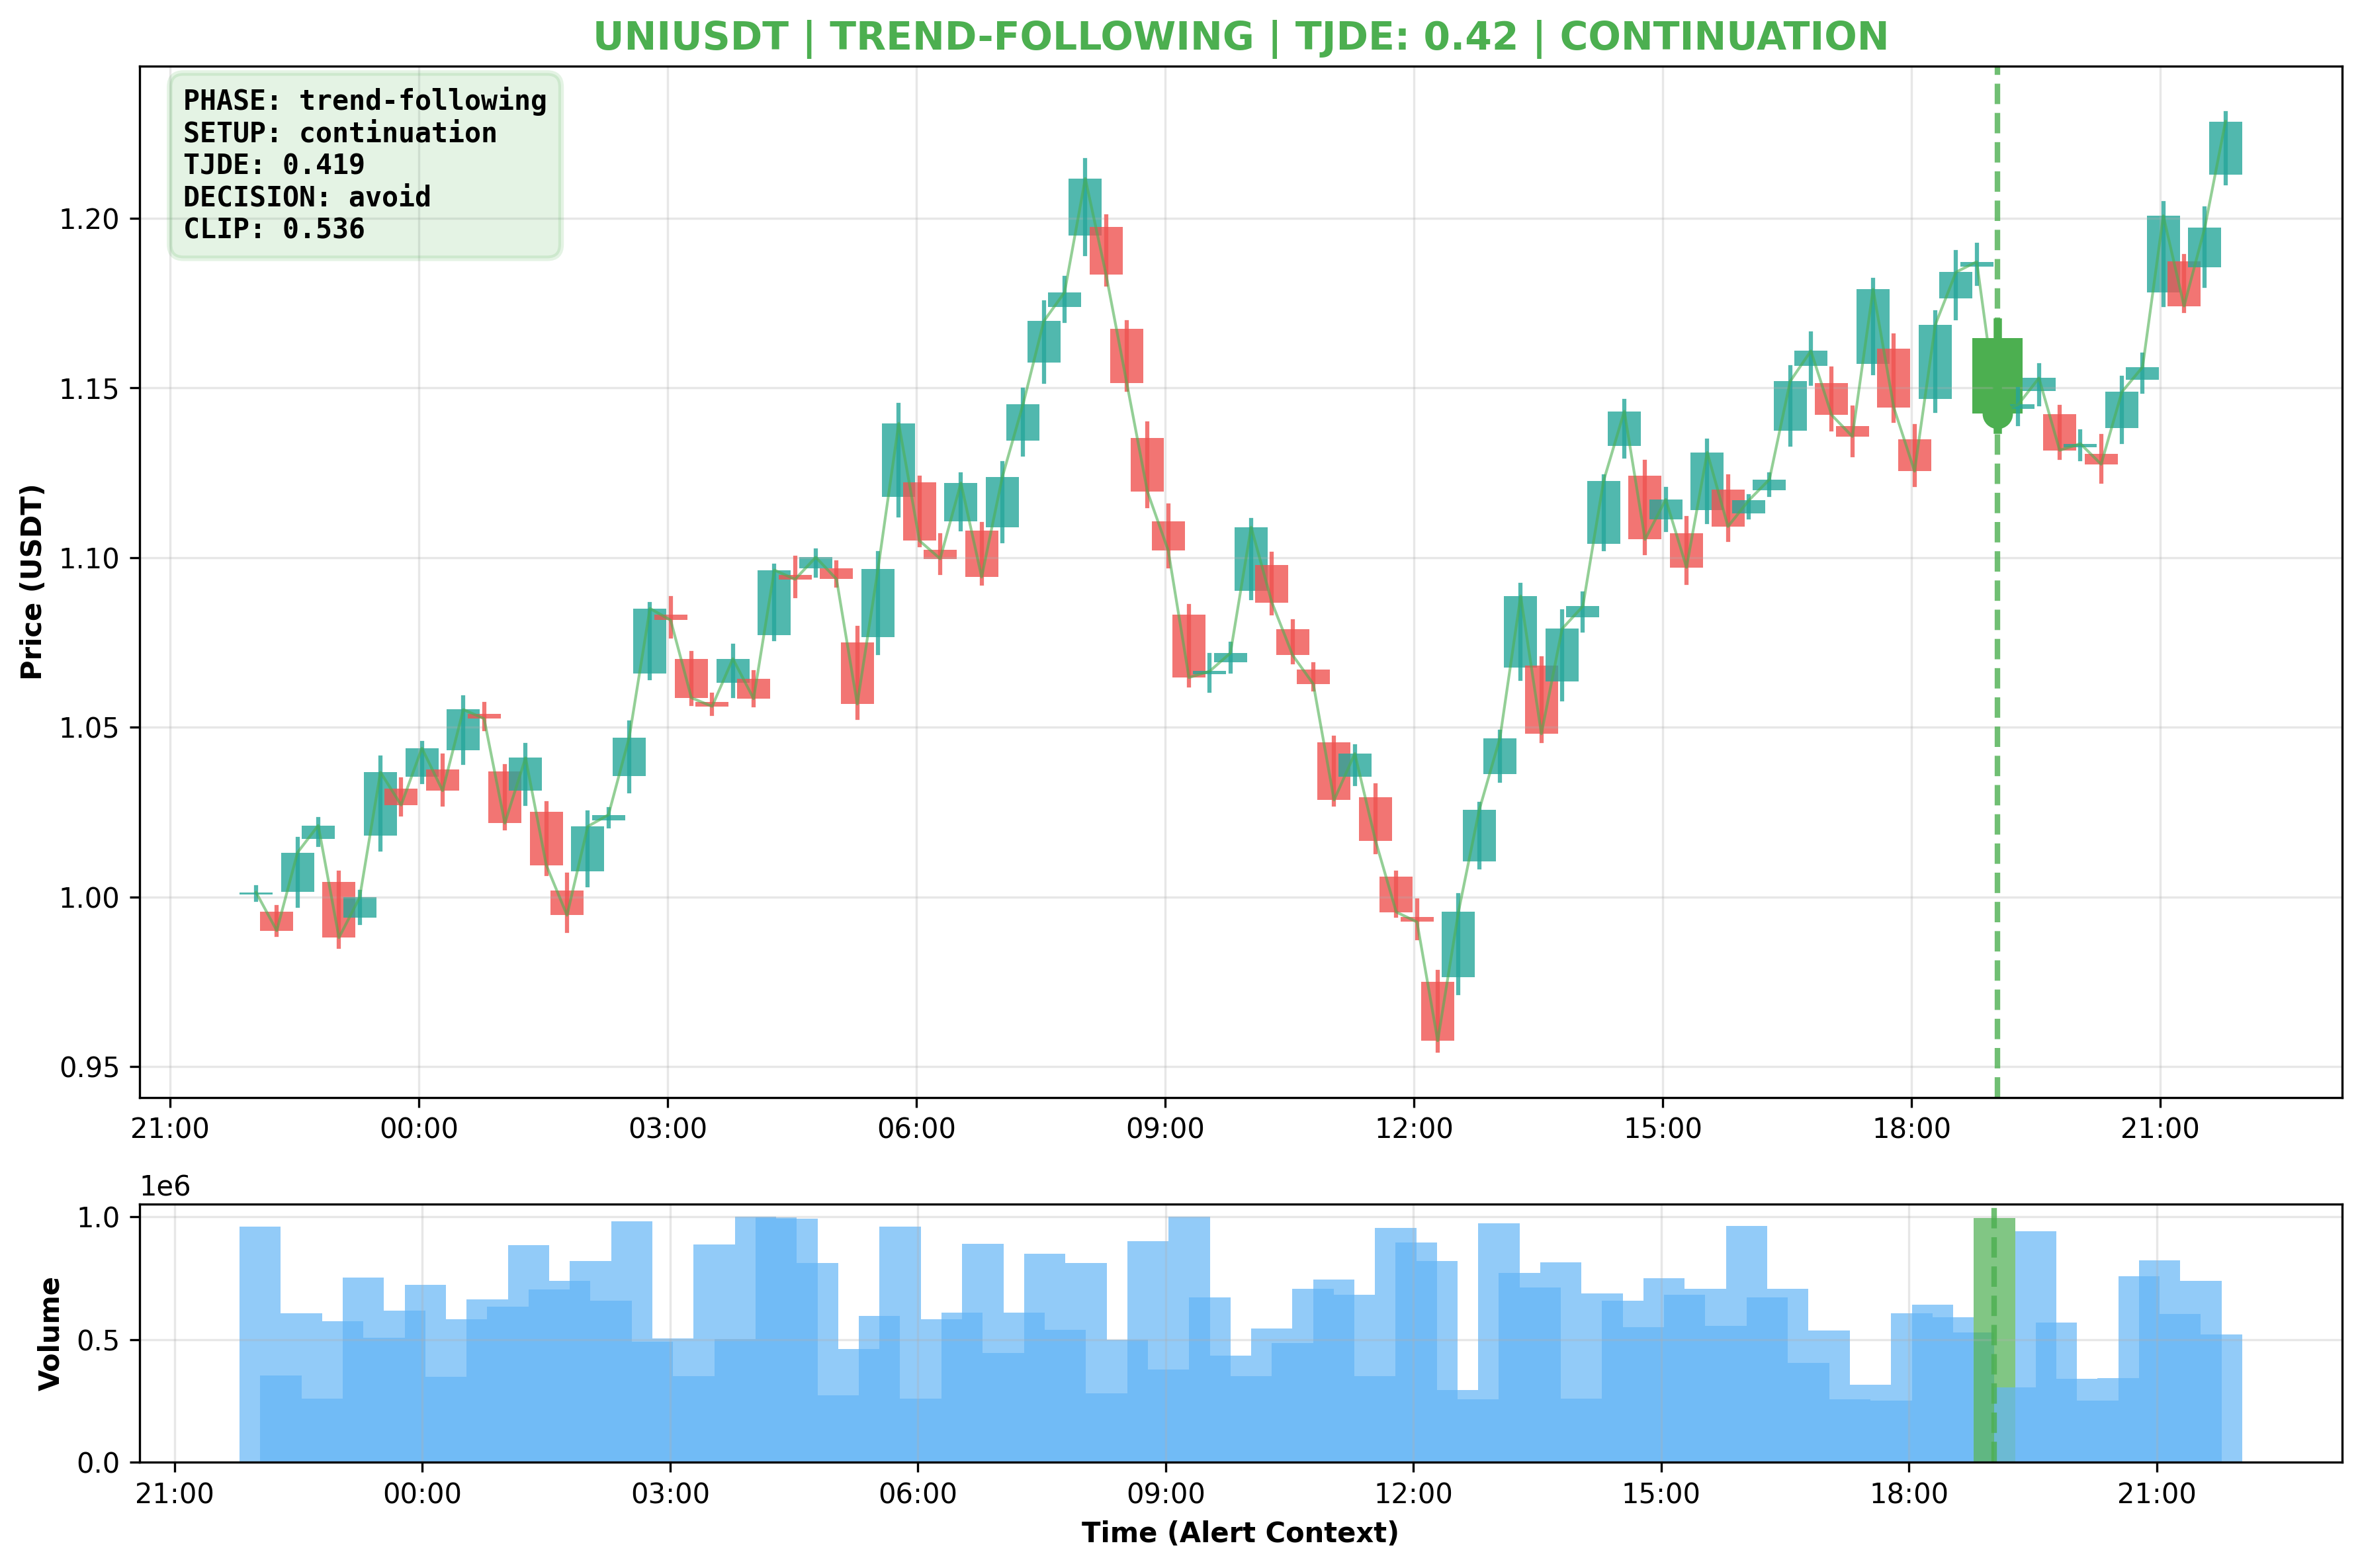 UNIUSDT | TREND-FOLLOWING | TJDE: 0.42 | CONTINUATION
PHASE: trend-following
SETUP: continuation
TJDE: 0.419
DECISION: avoid
CLIP: 0.536
Price (USDT)
1.20
1.15
1.10
1.05
1.00
0.95
21:00 00:00 03:00 06:00 09:00 12:00 15:00 18:00 21:00
1e6
Volume
1.0
0.5
0.0
21:00 00:00 03:00 06:00 09:00 12:00 15:00 18:00 21:00
Time (Alert Context)